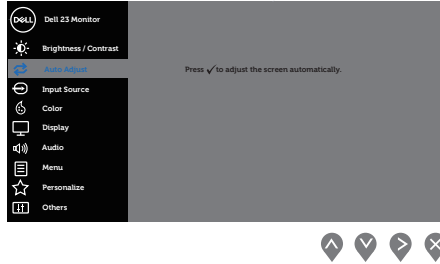 DELL
Dell 23 Monitor
Brightness / Contrast
Auto Adjust
Press ✓ to adjust the screen automatically.
Input Source
Color
Display
Audio
Menu
Personalize
Others